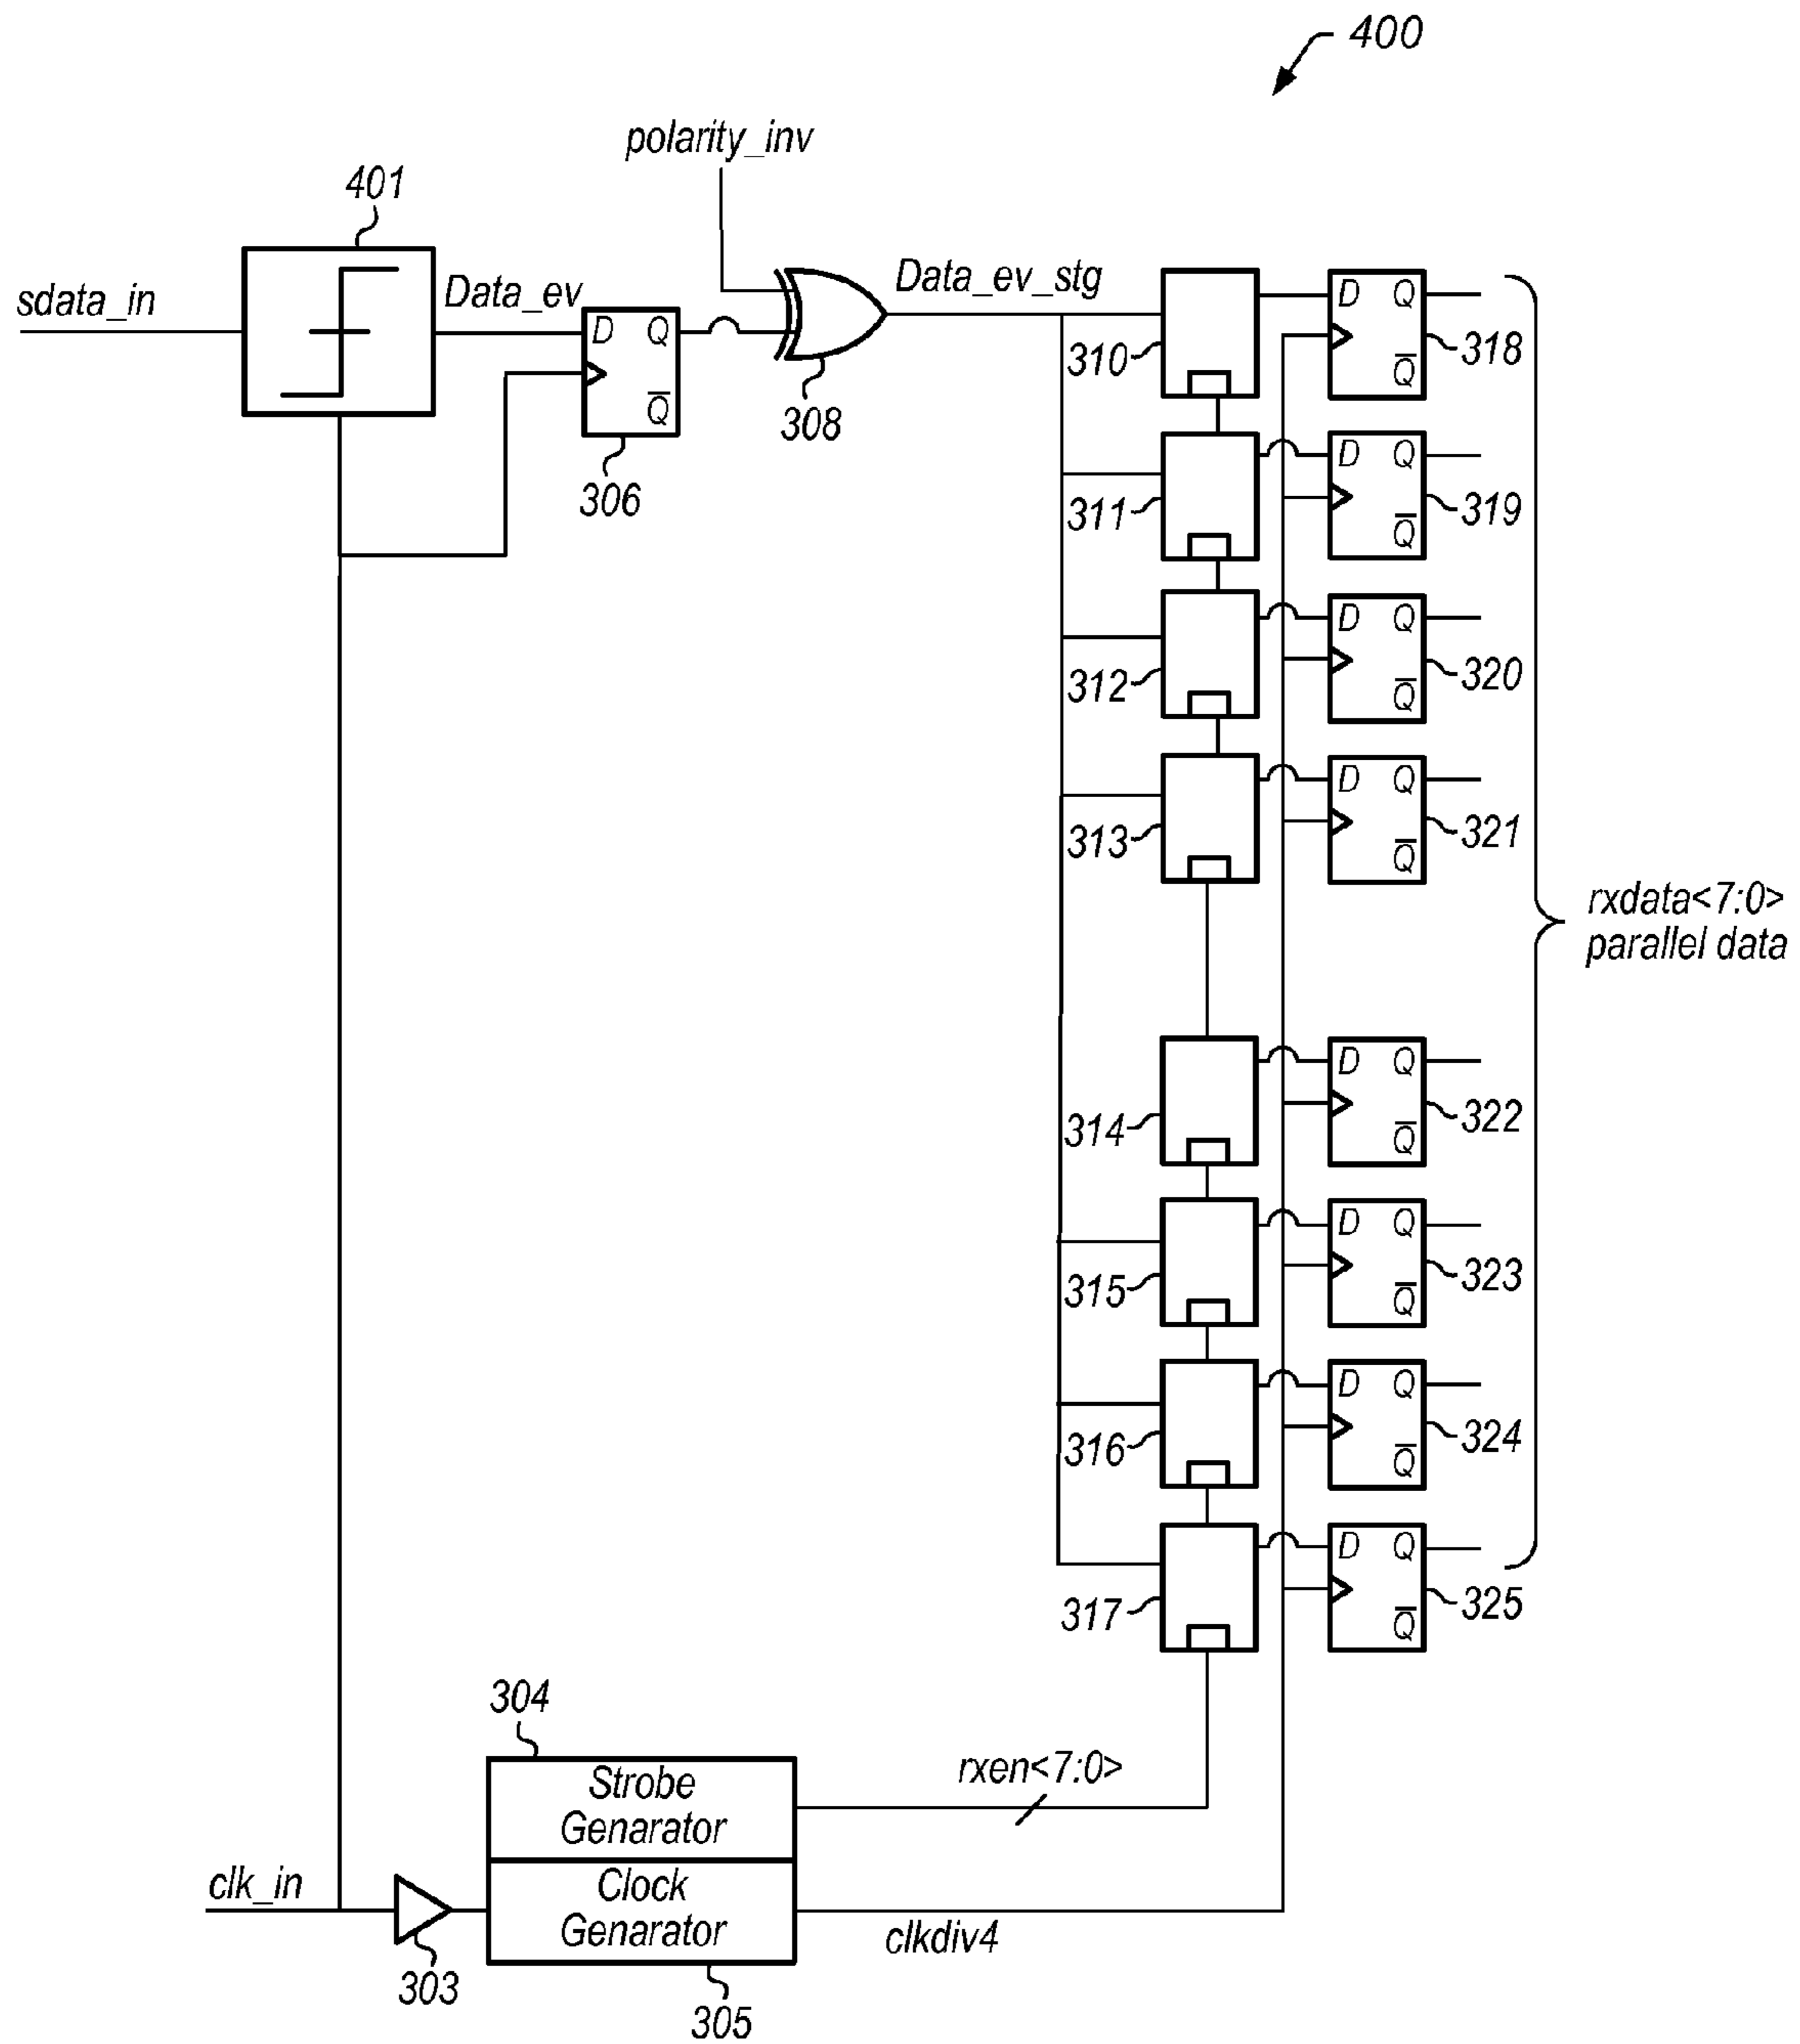 400
polarity_inv
401
sdata_in
Data_ev
Data_ev_stg
D Q
Q
306
308
310
D Q
318
Q
311
D Q
319
Q
312
D Q
320
Q
313
D Q
321
Q
rxdata<7:0>
parallel data
314
D Q
322
Q
315
D Q
323
Q
316
D Q
324
Q
317
D Q
325
Q
304
Strobe
Genarator
rxen<7:0>
clk_in
Clock
Genarator
clkdiv4
303
305